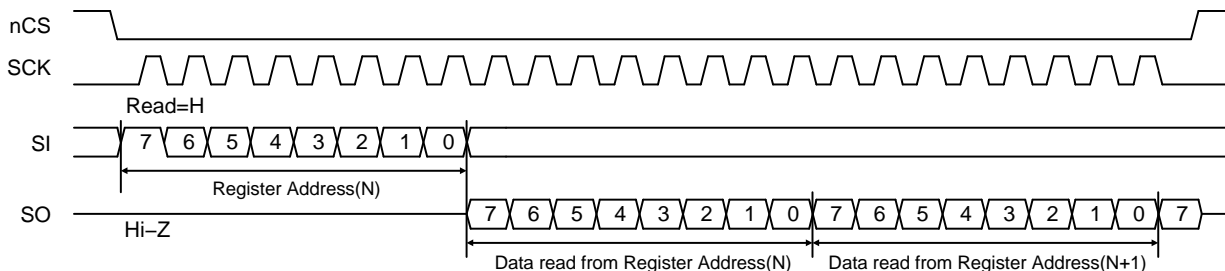 nCS
SCK
Read=H
SI 7 6 5 4 3 2 1 0
Register Address(N)
SO 7 6 5 4 3 2 1 0 7 6 5 4 3 2 1 0 7
Hi–Z
Data read from Register Address(N) Data read from Register Address(N+1)